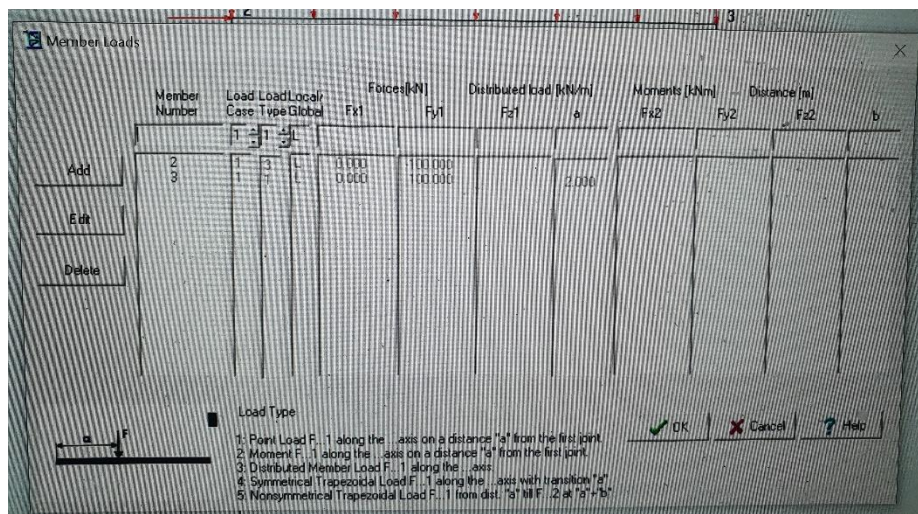 2
3
Member Loads
Forces[kN] Distributed load [kN/m] Moments [kNm] Distance [m]
Member Load Load Local/
Number Case Type Global Fx1 Fy1 Fz1 a Fx2 Fy2 Fz2 b
1 1 L
Add
2 1 3 L 0.000 -100.000
3 1 1 L 0.000 100.000 2.000
Edit
Delete
Load Type
a F
OK Cancel ? Help
1: Point Load F...1 along the ...axis on a distance "a" from the first joint.
2: Moment F...1 along the ...axis on a distance "a" from the first joint.
3: Distributed Member Load F...1 along the ...axis
4: Symmetrical Trapezoidal Load F...1 along the ...axis with transition "a"
5: Nonsymmetrical Trapezoidal Load F...1 from dist. "a" till F...2 at "a"+"b"